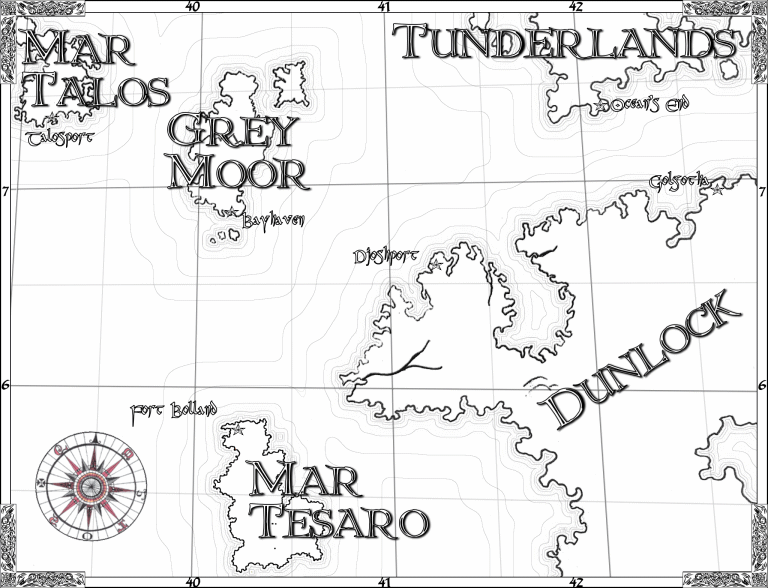 40
41
42
MAR
TALOS
Talosport
TUNDERLANDS
Ocean's End
GREY
MOOR
Bayhaven
7
7
Golgotha
Djoshport
DUNLOCK
6
6
Fort Bolland
MAR
TESARO
40
41
42